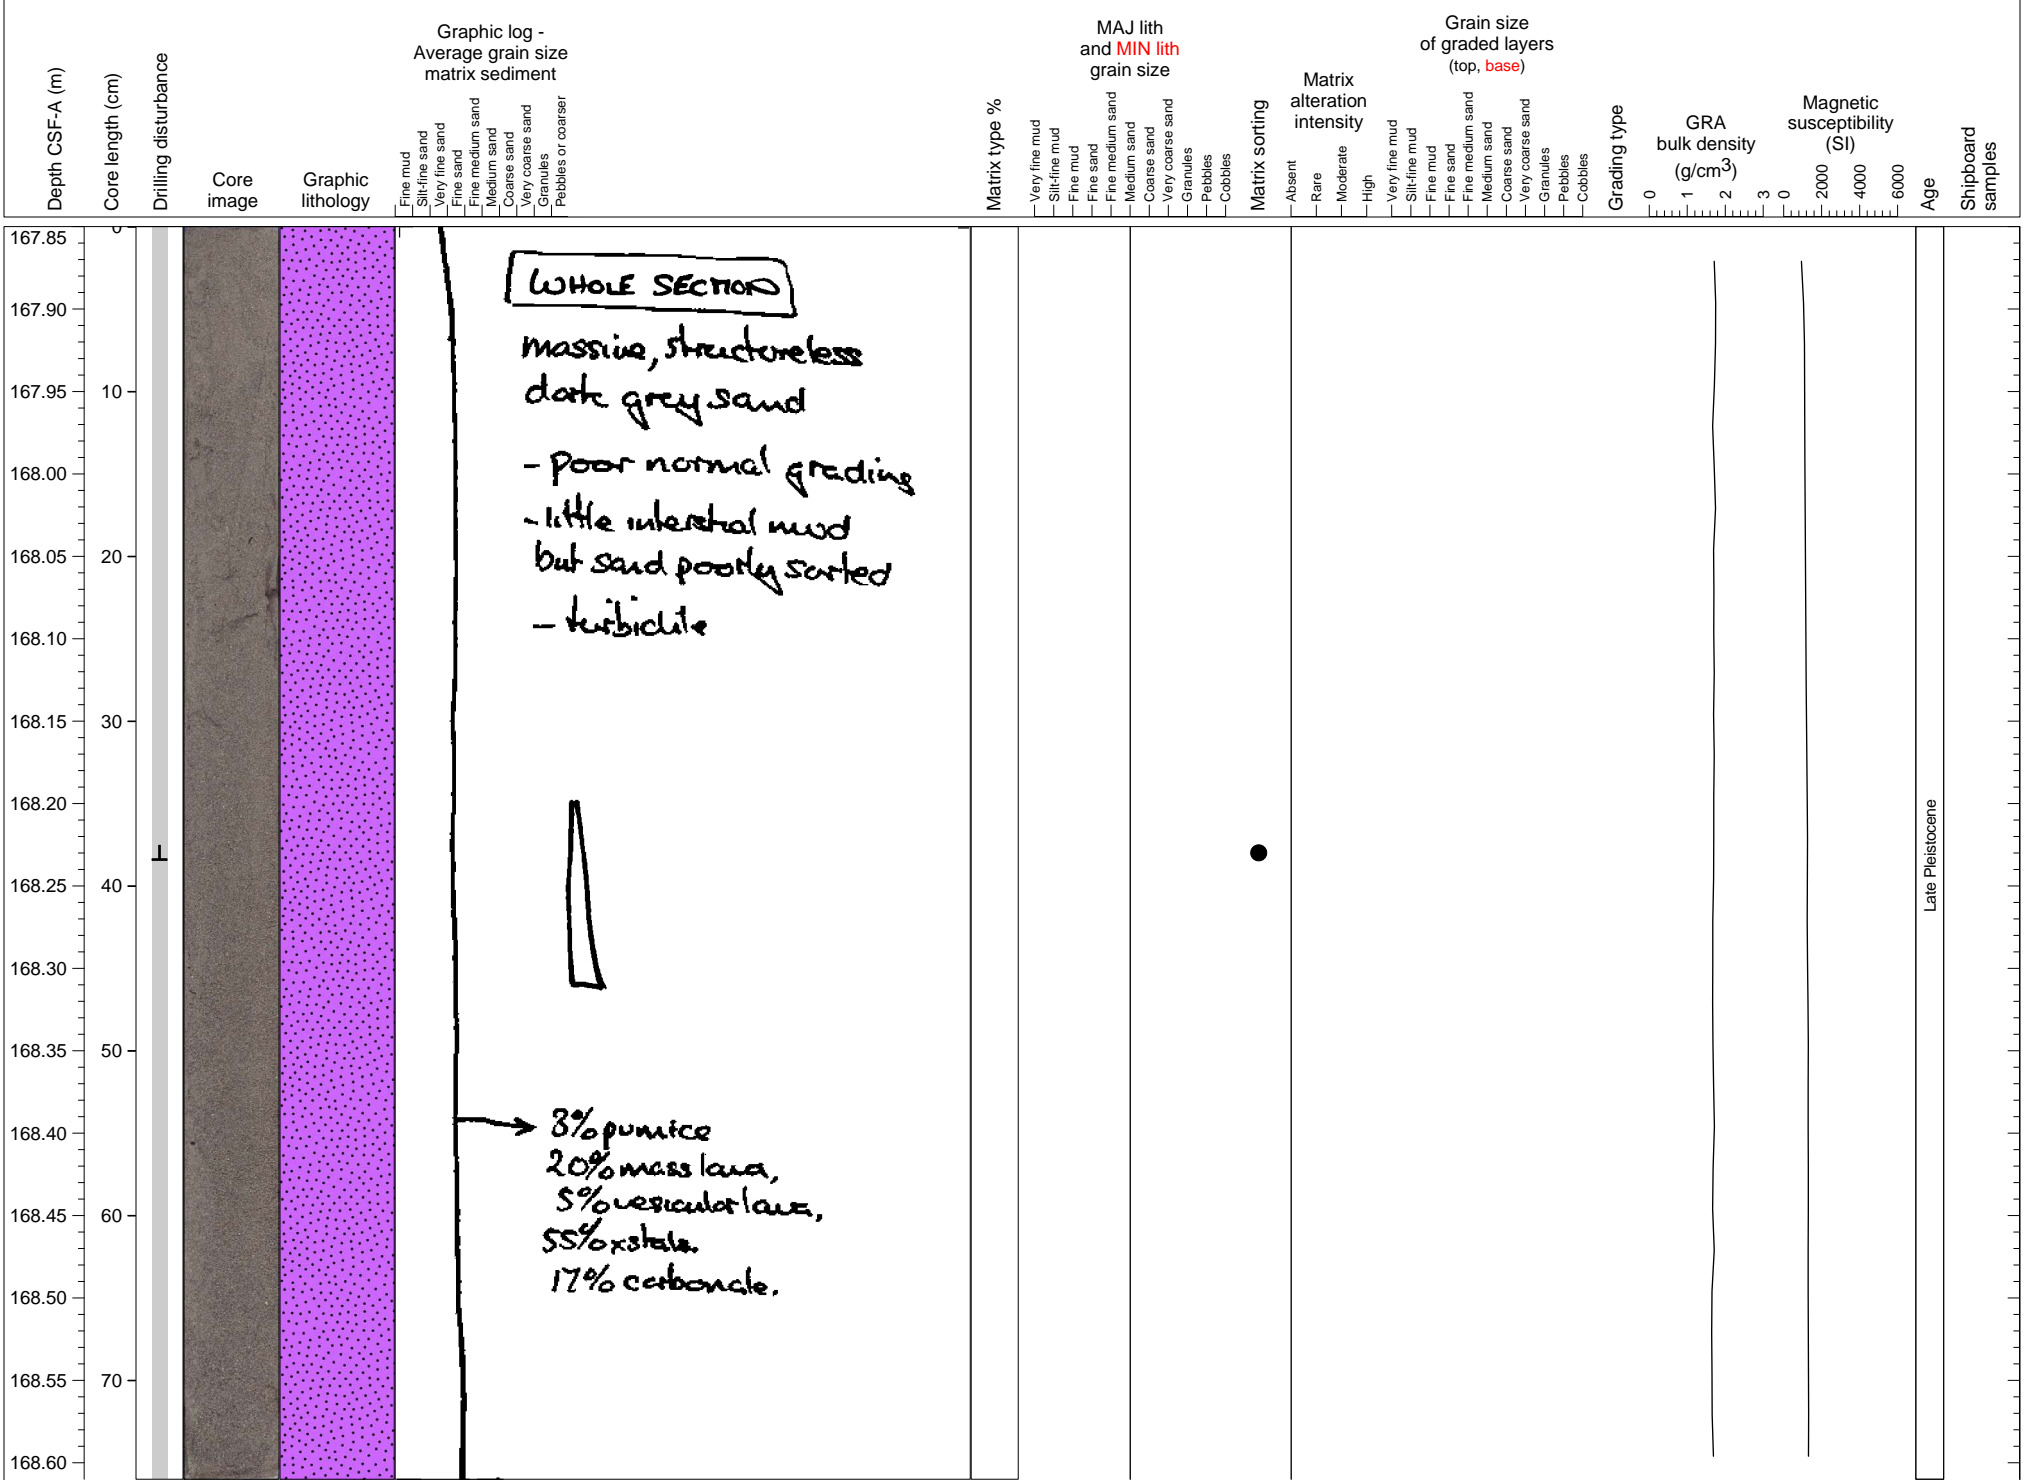 Depth CSF-A (m)
Core length (cm)
Drilling disturbance
Core
image
Graphic
lithology
Graphic log -
Average grain size
matrix sediment
Fine mud
Silt-fine sand
Very fine sand
Fine sand
Fine medium sand
Medium sand
Coarse sand
Very coarse sand
Granules
Pebbles or coarser
Matrix type %
MAJ lith
and MIN lith
grain size
Very fine mud
Silt-fine mud
Fine mud
Fine sand
Fine medium sand
Medium sand
Coarse sand
Very coarse sand
Granules
Pebbles
Cobbles
Matrix sorting
Matrix
alteration
intensity
Absent
Rare
Moderate
High
Grain size
of graded layers
(top, base)
Very fine mud
Silt-fine mud
Fine mud
Fine sand
Fine medium sand
Medium sand
Coarse sand
Very coarse sand
Granules
Pebbles
Cobbles
Grading type
GRA
bulk density
(g/cm3)
0
1
2
3
Magnetic
susceptibility
(SI)
0
2000
4000
6000
Age
Shipboard
samples
167.85
167.90
167.95
168.00
168.05
168.10
168.15
168.20
168.25
168.30
168.35
168.40
168.45
168.50
168.55
168.60
0
10
20
30
40
50
60
70
WHOLE SECTION
massive, structureless
dark grey sand
- poor normal grading
- little interstral mud
but sand poorly sorted
- turbidite
3% pumice
20% mass lava,
5% vesicular lava,
55% xstals.
17% carbonate.
Late Pleistocene